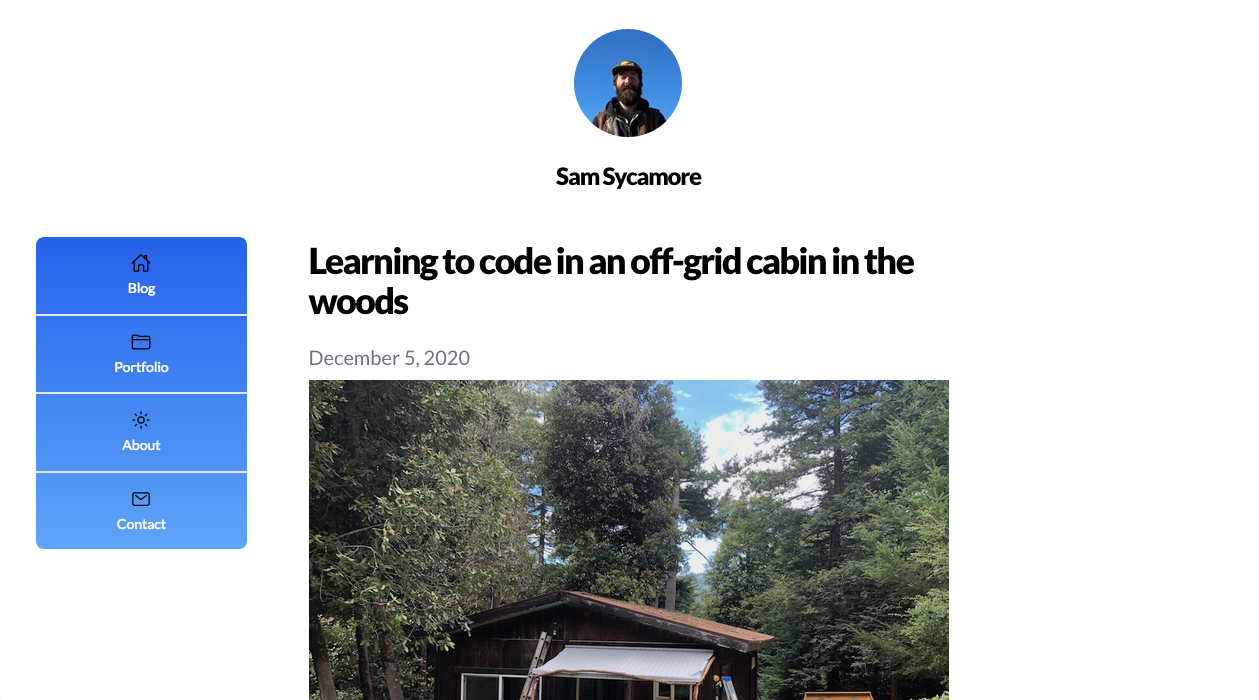 Sam Sycamore
Blog
Portfolio
About
Contact
Learning to code in an off-grid cabin in the
woods
December 5, 2020